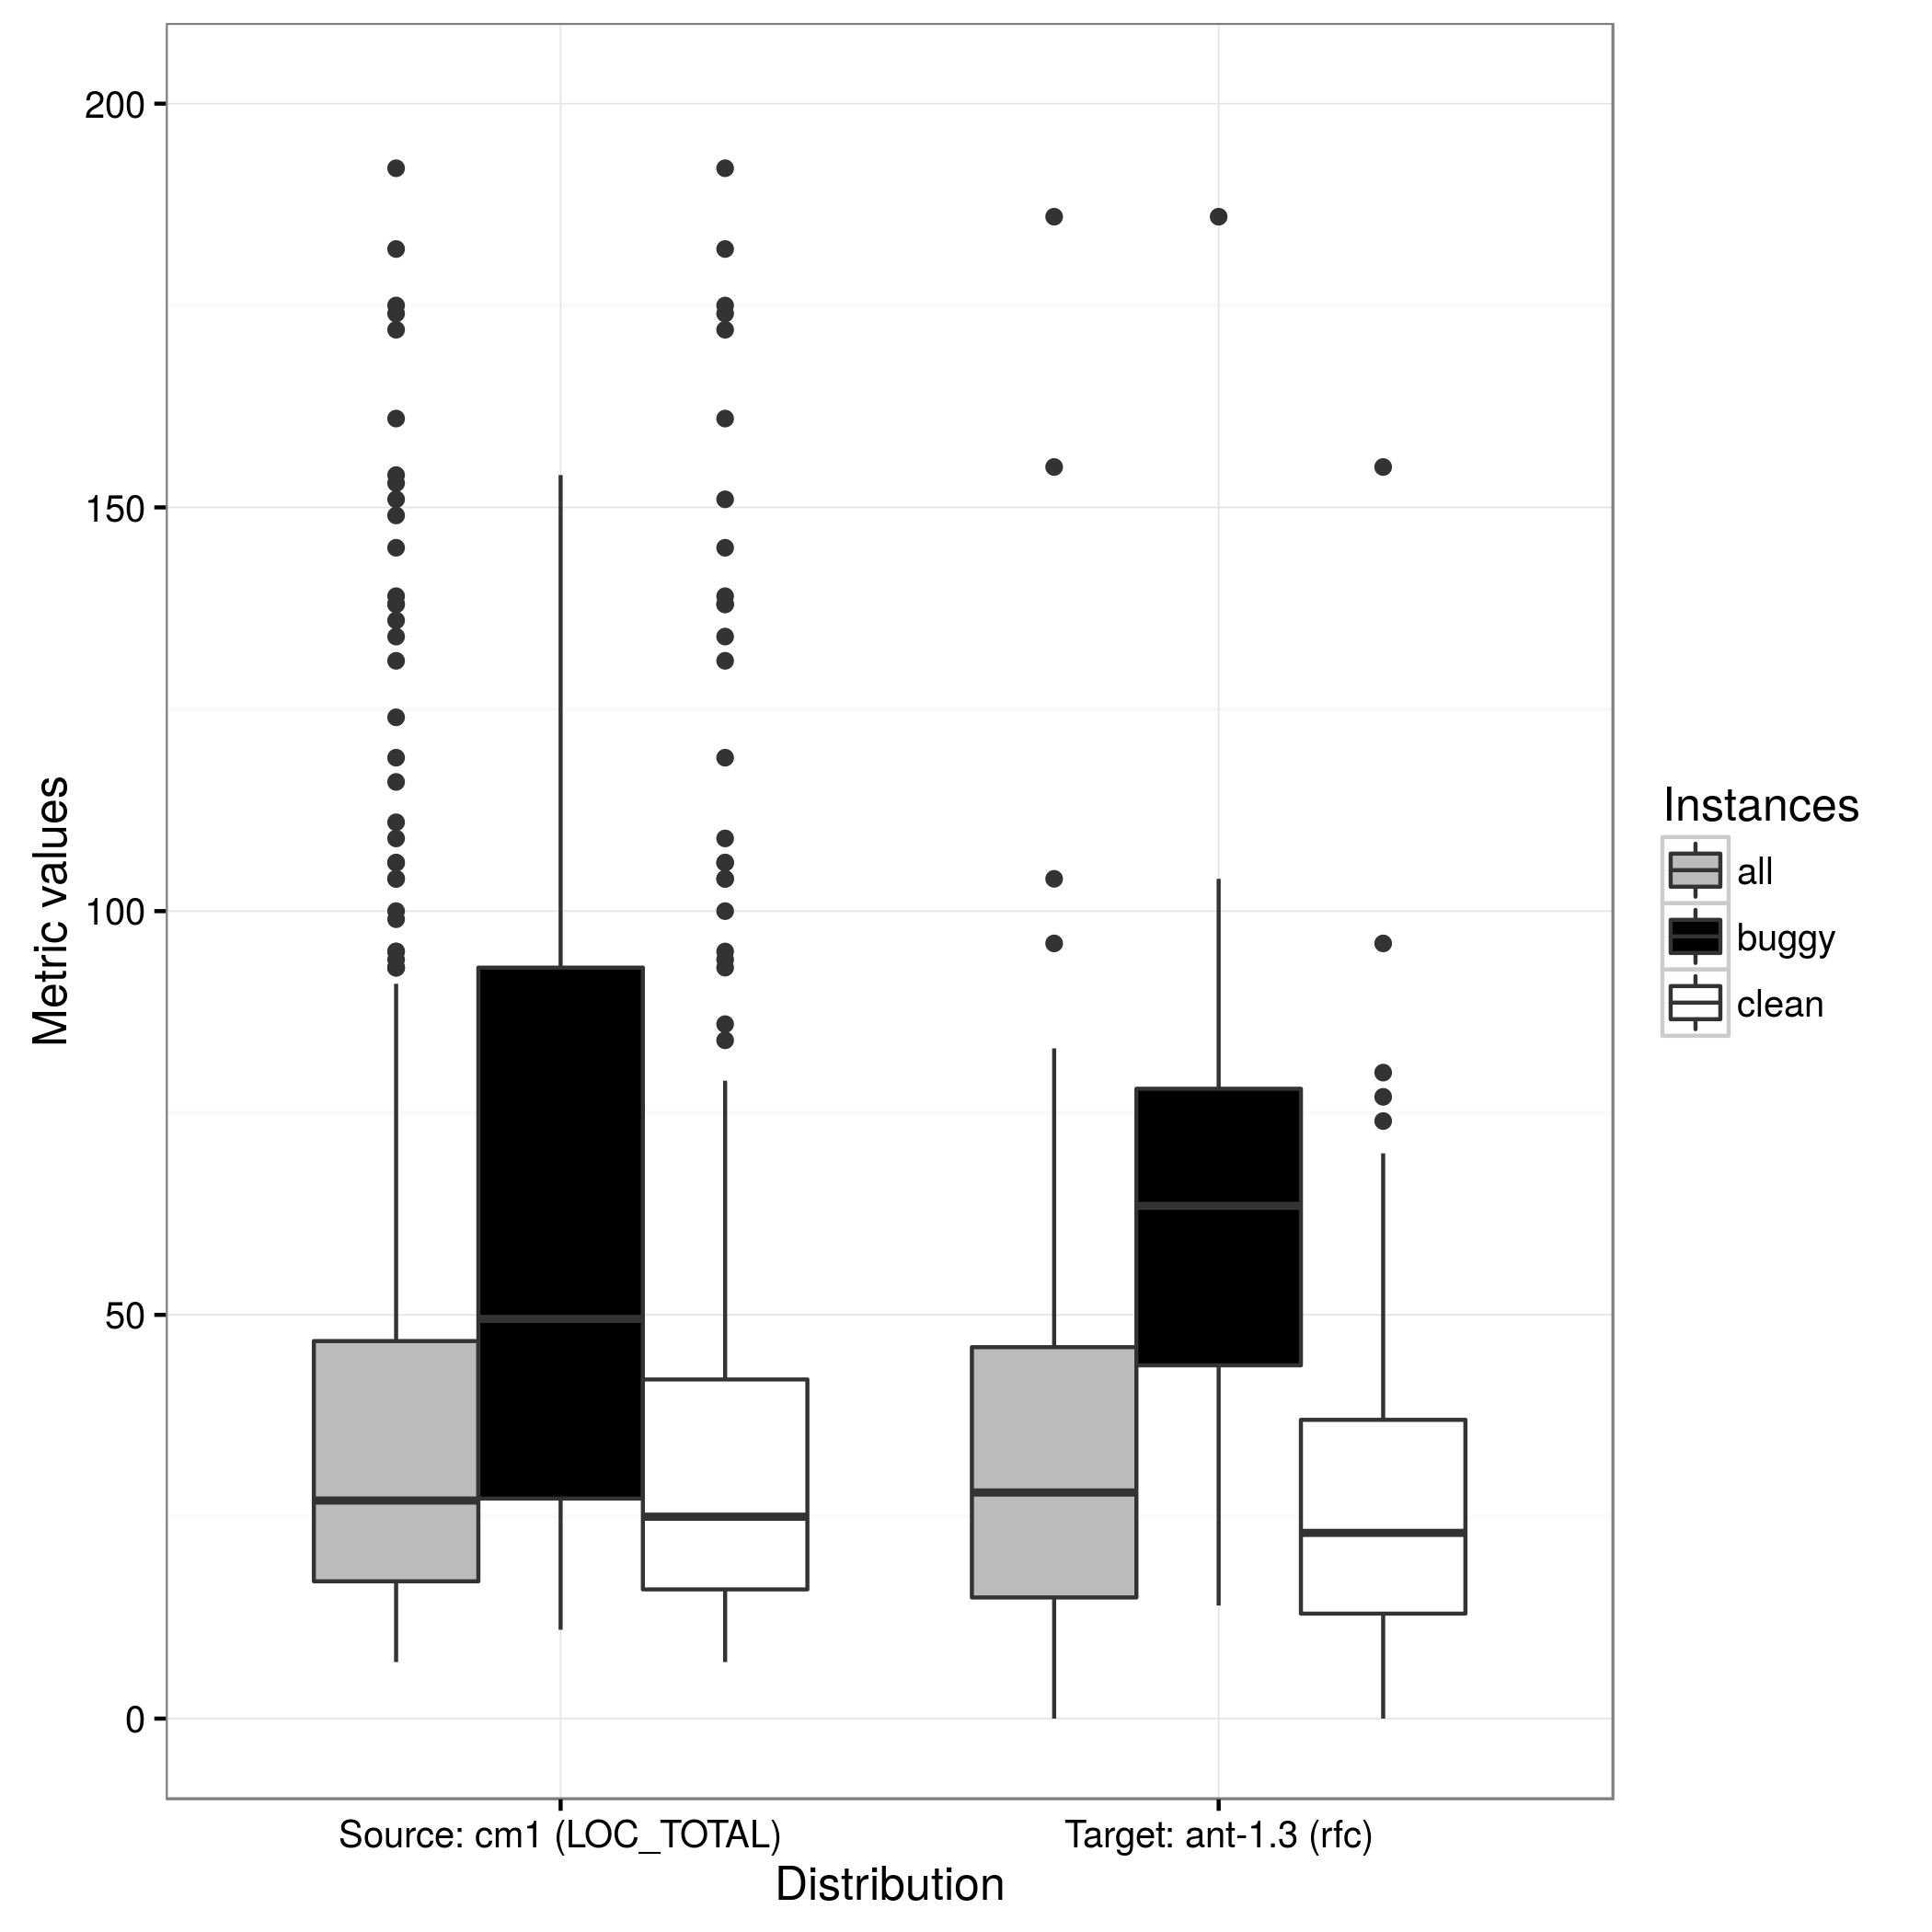 200
150
100
50
0
Metric values
Source: cm1 (LOC_TOTAL)
Target: ant-1.3 (rfc)
Distribution
Instances
all
buggy
clean